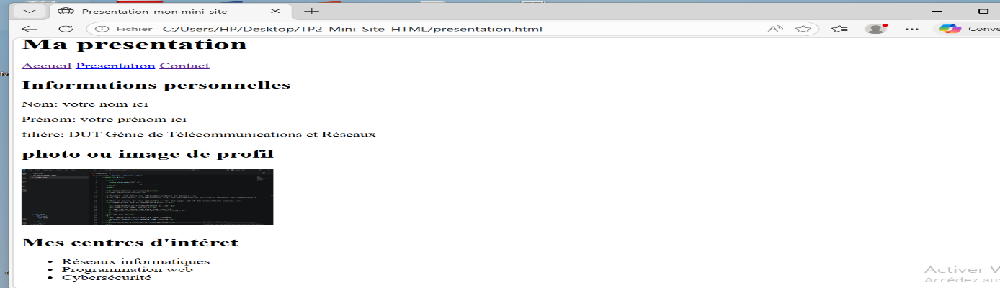 Presentation-mon mini-site
Fichier C:/Users/HP/Desktop/TP2_Mini_Site_HTML/presentation.html
Conve
Ma presentation
Accueil Presentation Contact
Informations personnelles
Nom: votre nom ici
Prénom: votre prénom ici
filière: DUT Génie de Télécommunications et Réseaux
photo ou image de profil
Mes centres d'intéret
Réseaux informatiques
Programmation web
Cybersécurité
Activer
Accédez